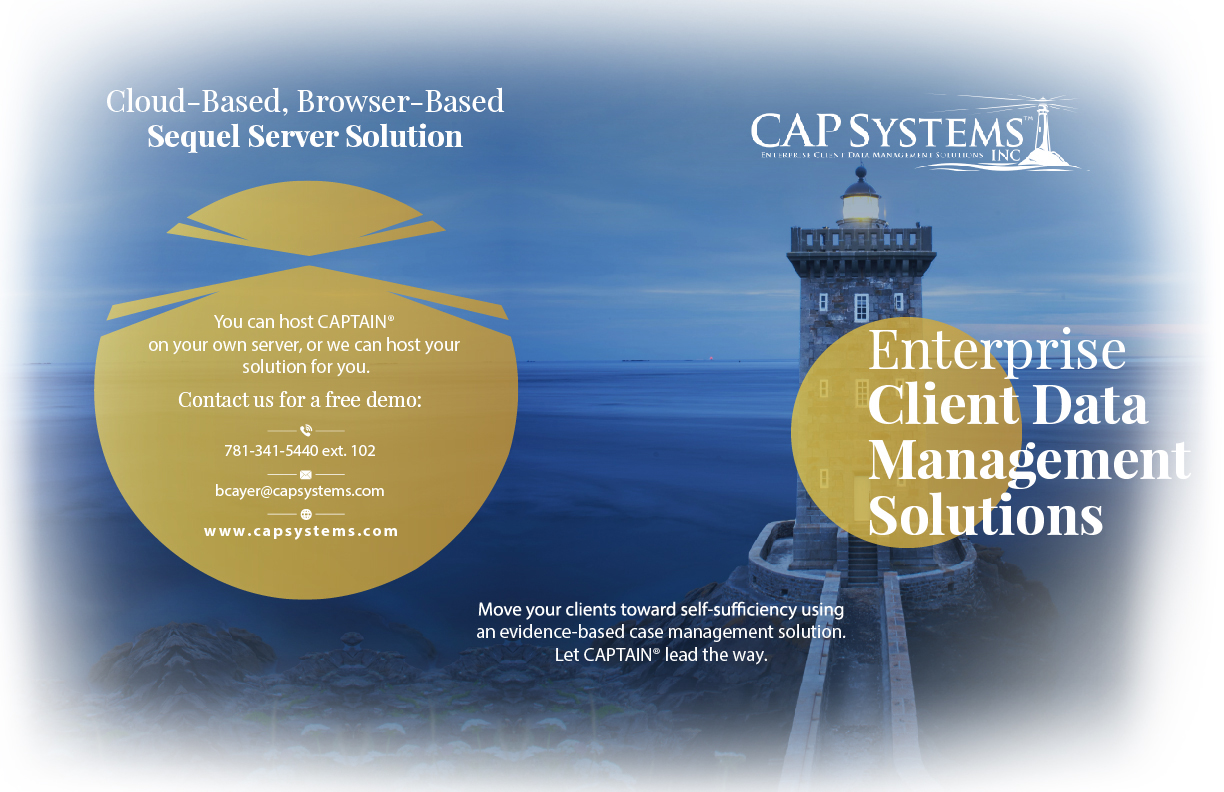 Cloud-Based, Browser-Based
Sequel Server Solution
You can host CAPTAIN®
on your own server, or we can host your
solution for you.
Contact us for a free demo:
781-341-5440 ext. 102
bcayer@capsystems.com
www.capsystems.com
CAP SYSTEMS™
ENTERPRISE CLIENT DATA MANAGEMENT SOLUTIONS INC
Enterprise
Client Data
Management
Solutions
Move your clients toward self-sufficiency using
an evidence-based case management solution.
Let CAPTAIN® lead the way.